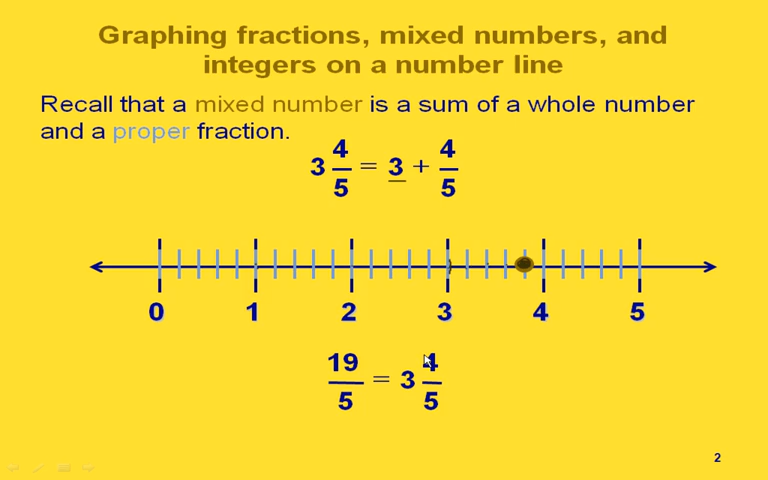 Graphing fractions, mixed numbers, and
integers on a number line
Recall that a mixed number is a sum of a whole number
and a proper fraction.
3 4/5 = 3 + 4/5
0 1 2 3 4 5
19/5 = 3 4/5
2